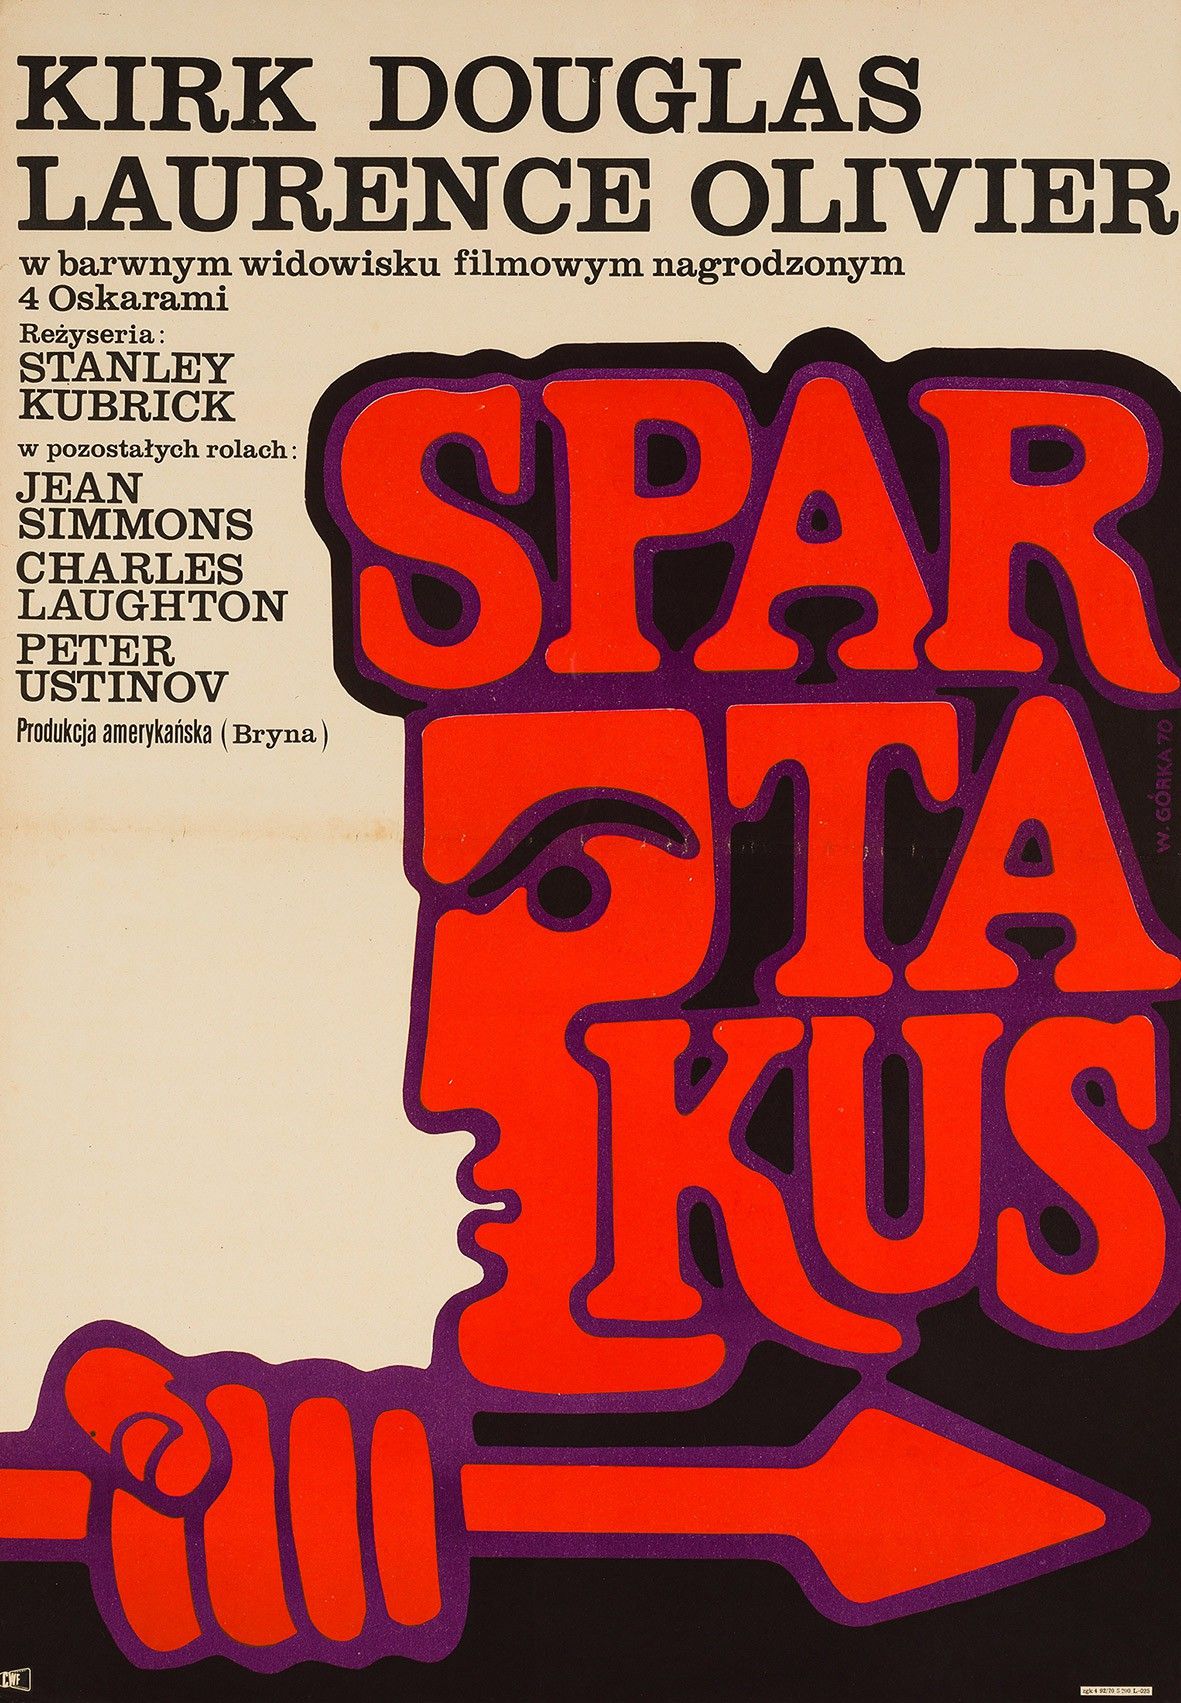 KIRK DOUGLAS
LAURENCE OLIVIER
w barwnym widowisku filmowym nagrodzonym
4 Oskarami
Reżyseria:
STANLEY
KUBRICK
w pozostałych rolach:
JEAN
SIMMONS
CHARLES
LAUGHTON
PETER
USTINOV
Produkcja amerykańska (Bryna)
SPAR
TA
KUS
W. GÓRKA 70
CWF